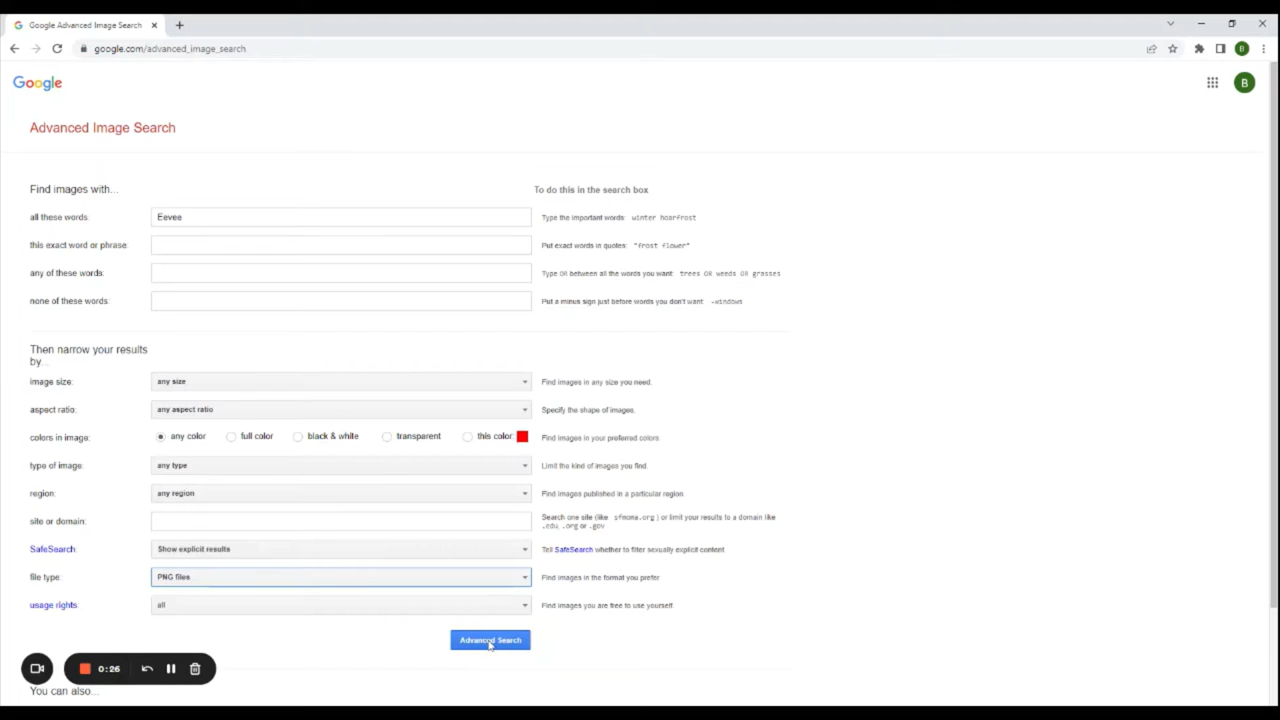 Google Advanced Image Search
google.com/advanced_image_search
B
Google
B
Advanced Image Search
Find images with...
To do this in the search box
all these words:
Eevee
Type the important words: winter hoarfrost
this exact word or phrase:
Put exact words in quotes: "frost flower"
any of these words:
Type OR between all the words you want: trees OR weeds OR grasses
none of these words:
Put a minus sign just before words you don't want: -windows
Then narrow your results
by...
image size:
any size
Find images in any size you need.
aspect ratio:
any aspect ratio
Specify the shape of images.
colors in image:
any color full color black & white transparent this color:
Find images in your preferred colors.
type of image:
any type
Limit the kind of images you find.
region:
any region
Find images published in a particular region.
site or domain:
Search one site (like sfmoma.org ) or limit your results to a domain like
.edu, .org or .gov
SafeSearch:
Show explicit results
Tell SafeSearch whether to filter sexually explicit content.
file type:
PNG files
Find images in the format you prefer.
usage rights:
all
Find images you are free to use yourself.
Advanced Search
0:26
You can also...